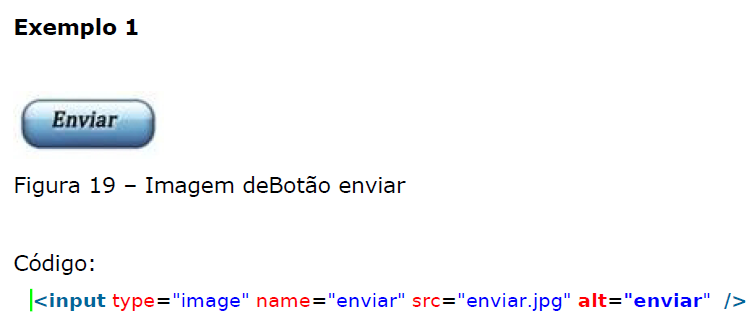 Exemplo 1
Enviar
Figura 19 – Imagem deBotão enviar
Código:
<input type="image" name="enviar" src="enviar.jpg" alt="enviar"  />